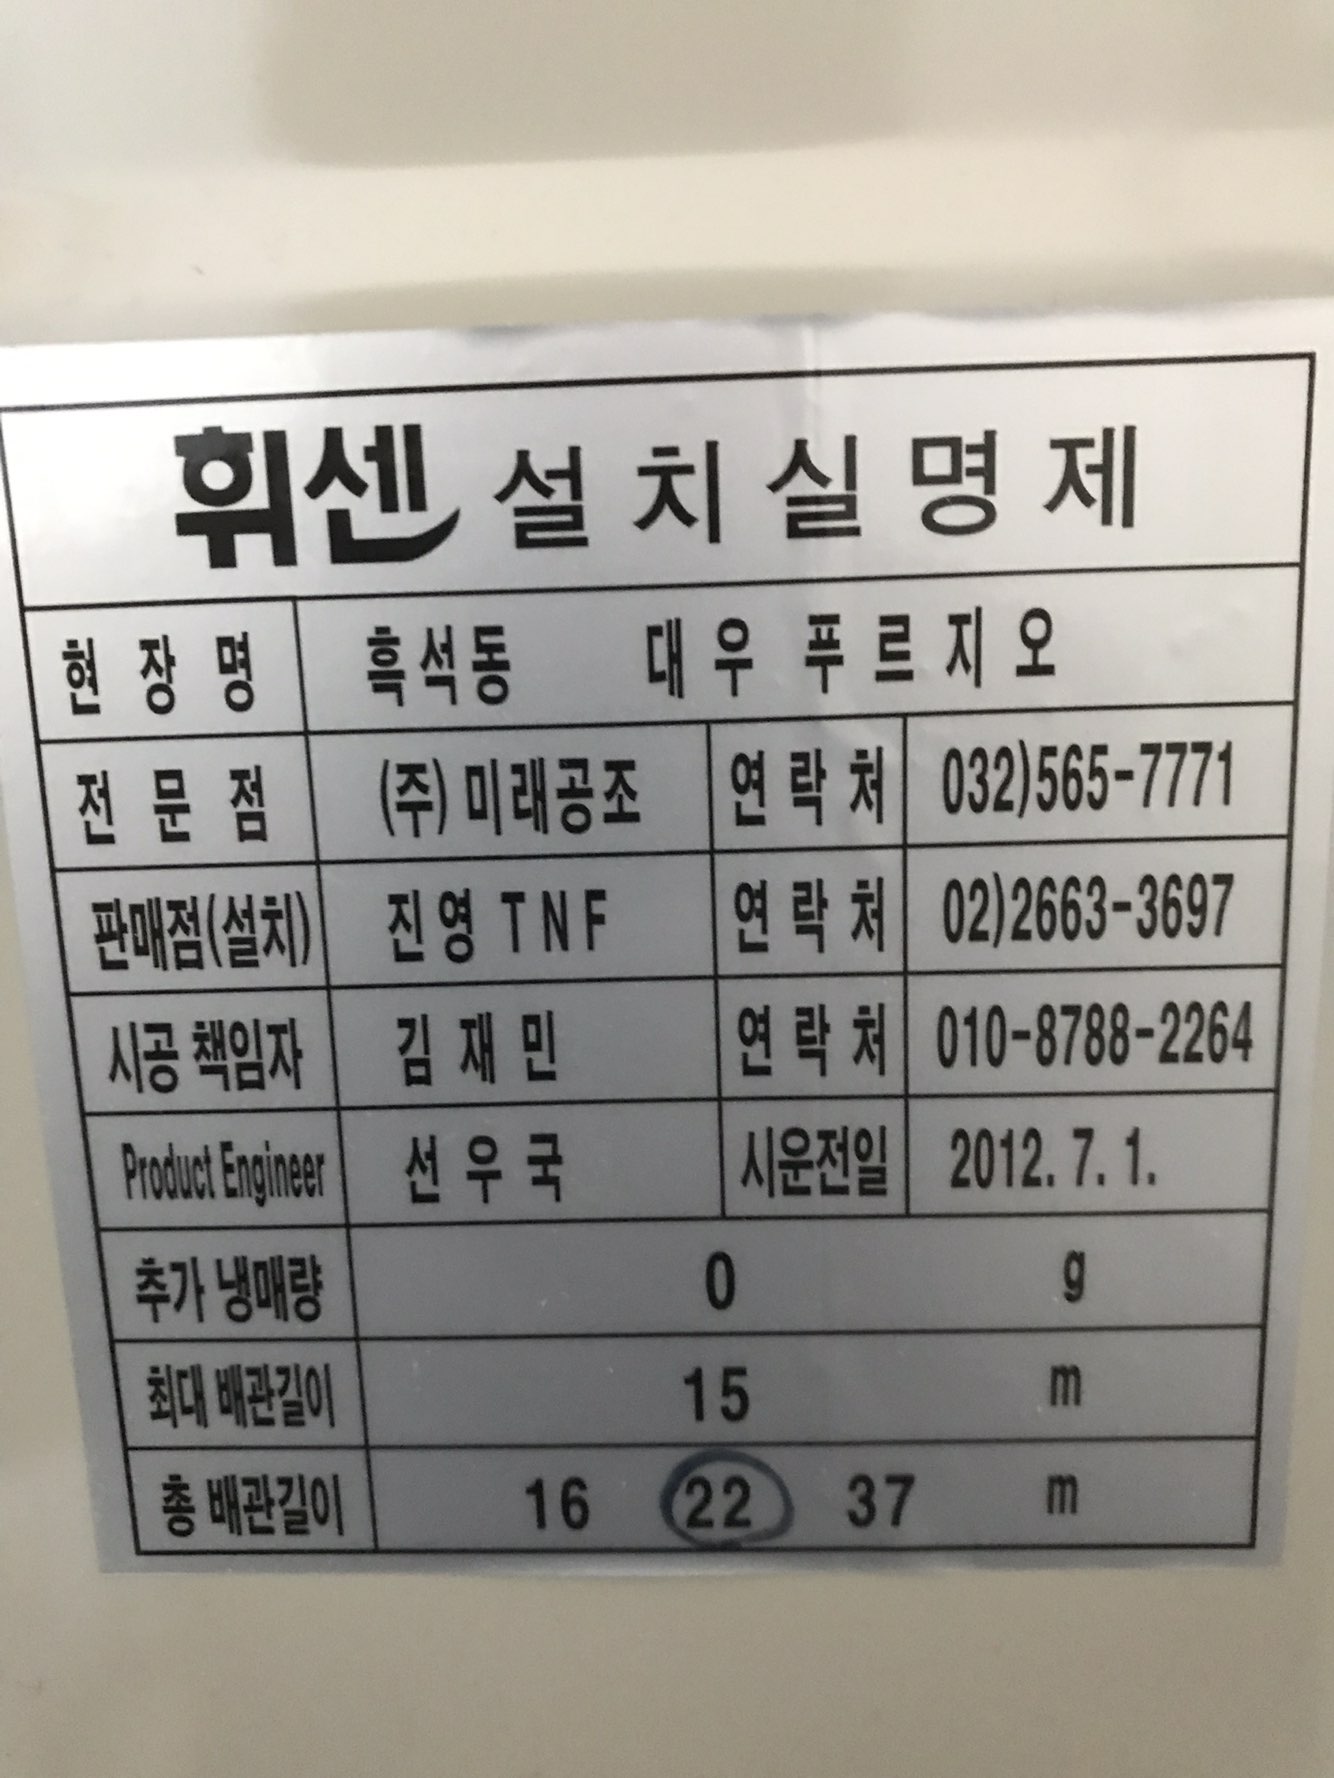 휘센 설치실명제
현장명 흑석동 대우 푸르지오
전문점 (주)미래공조 연락처 032)565-7771
판매점(설치) 진영 TNF 연락처 02)2663-3697
시공 책임자 김재민 연락처 010-8788-2264
Product Engineer 선우국 시운전일 2012. 7. 1.
추가 냉매량 0 g
최대 배관길이 15 m
총 배관길이 16 22 37 m